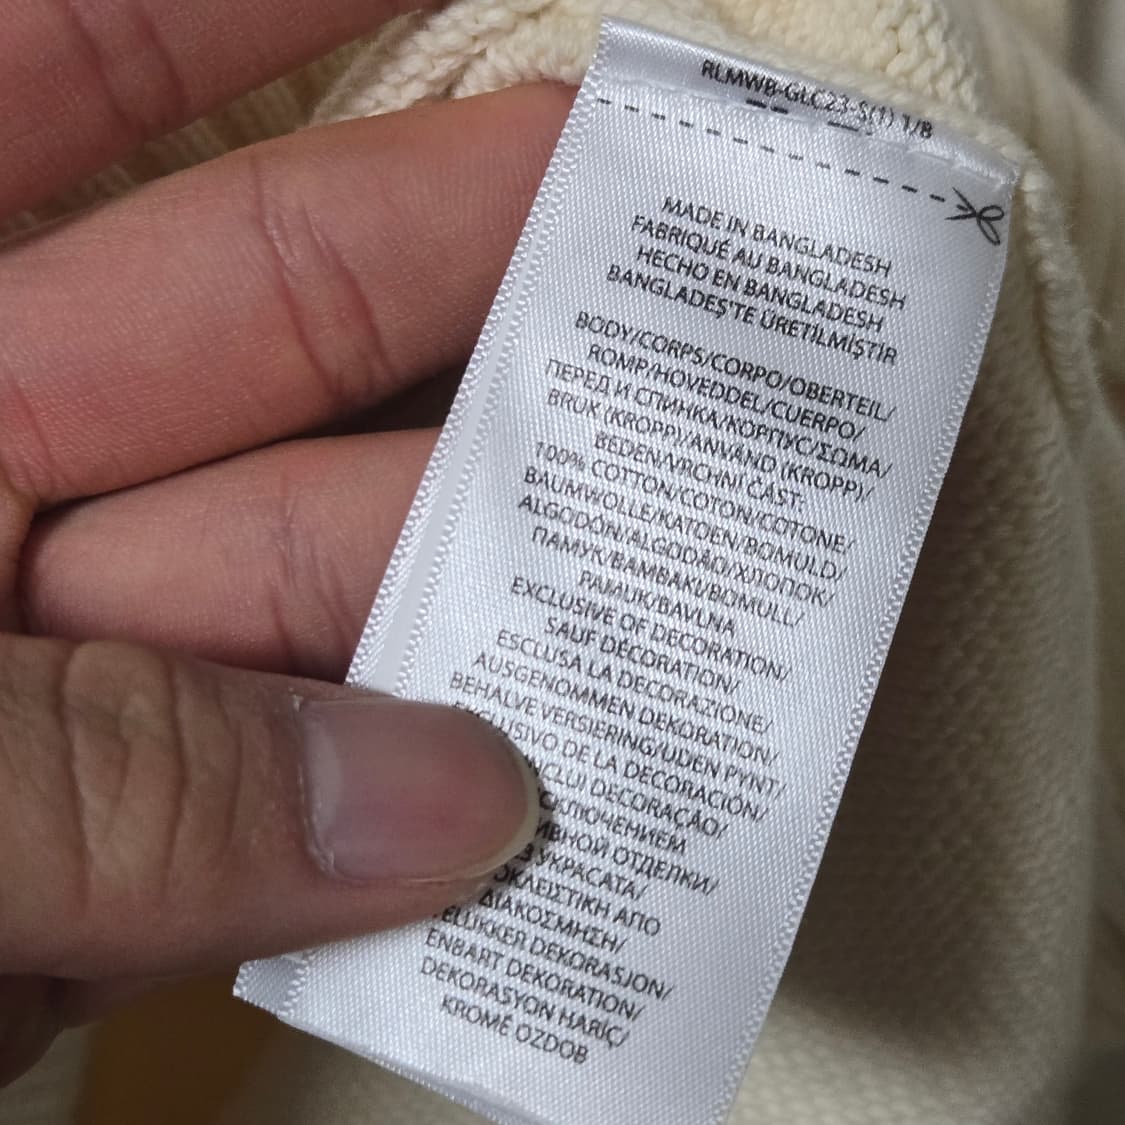 RLMWB-GLC23-S(1) 1/8
MADE IN BANGLADESH
FABRIQUÉ AU BANGLADESH
HECHO EN BANGLADESH
BANGLADEŞ'TE ÜRETİLMİŞTİR
BODY/CORPS/CORPO/OBERTEIL/
ROMP/HOVEDDEL/CUERPO/
ПЕРЕД И СПИНКА/КОРПУС/ΣΩΜΑ/
BRUK (KROPP)/ANVÄND (KROPP)/
BEDEN/VRCHNÍ ČÁST:
100% COTTON/COTON/COTONE/
BAUMWOLLE/KATOEN/BOMULD/
ALGODÓN/ALGODÃO/ХЛОПОК/
ПАМУК/ΒΑΜΒΑΚΙ/BOMULL/
PAMUK/BAVLNA
EXCLUSIVE OF DECORATION/
SAUF DÉCORATION/
ESCLUSA LA DECORAZIONE/
AUSGENOMMEN DEKORATION/
BEHALVE VERSIERING/UDEN PYNT/
DE LA DECORACIÓN/
DECORAÇÃO/
ОТДЕЛКИ/
УКРАСАТА/
ΑΠΟ
ΔΙΑΚΟΣΜΗΣΗ/
DEKORASJON/
ENBART DEKORATION/
DEKORASYON HARİÇ/
KROMĚ OZDOB